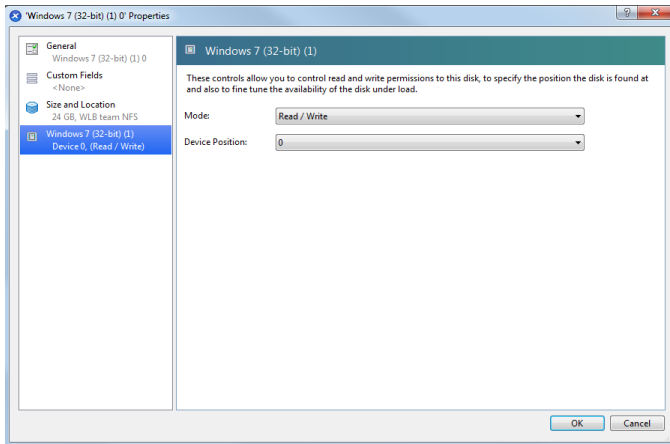 'Windows 7 (32-bit) (1) 0' Properties
General
Windows 7 (32-bit) (1) 0
Custom Fields
<None>
Size and Location
24 GB, WLB team NFS
Windows 7 (32-bit) (1)
Device 0, (Read / Write)
Windows 7 (32-bit) (1)
These controls allow you to control read and write permissions to this disk, to specify the position the disk is found at
and also to fine tune the availability of the disk under load.
Mode: Read / Write
Device Position: 0
OK Cancel